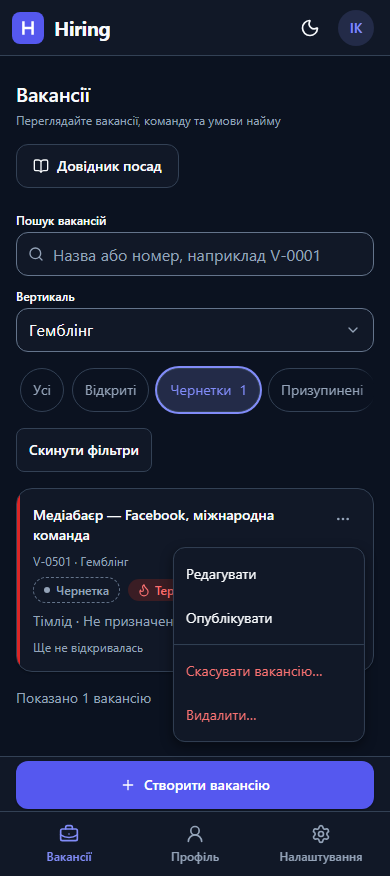 H Hiring
ІК
Вакансії
Переглядайте вакансії, команду та умови найму
Довідник посад
Пошук вакансій
Назва або номер, наприклад V-0001
Вертикаль
Гемблінг
Усі
Відкриті
Чернетки 1
Призупинені
Скинути фільтри
Медіабаєр — Facebook, міжнародна
команда
...
V-0501 · Гемблінг
Чернетка
Тімлід · Не призначен
Ще не відкривалась
Редагувати
Опублікувати
Скасувати вакансію...
Видалити...
Показано 1 вакансію
+ Створити вакансію
Вакансії
Профіль
Налаштування